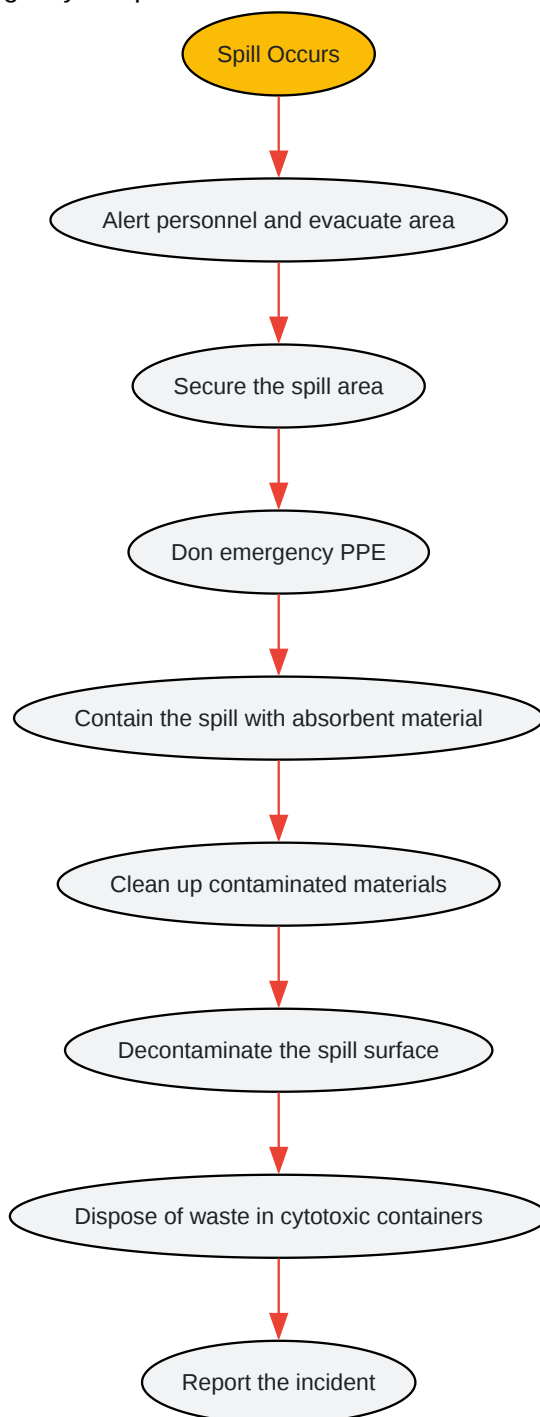 Spill Occurs
Alert personnel and evacuate area
Secure the spill area
Don emergency PPE
Contain the spill with absorbent material
Clean up contaminated materials
Decontaminate the spill surface
Dispose of waste in cytotoxic containers
Report the incident